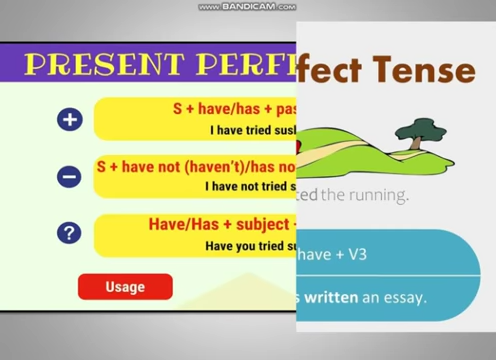 www.BANDICAM.com
PRESENT PERF
fect Tense
+
S + have/has + pas
I have tried sus
−
S + have not (haven't)/has no
I have not tried s
ted the running.
?
Have/Has + subject
Have you tried su
have + V3
s written an essay.
Usage